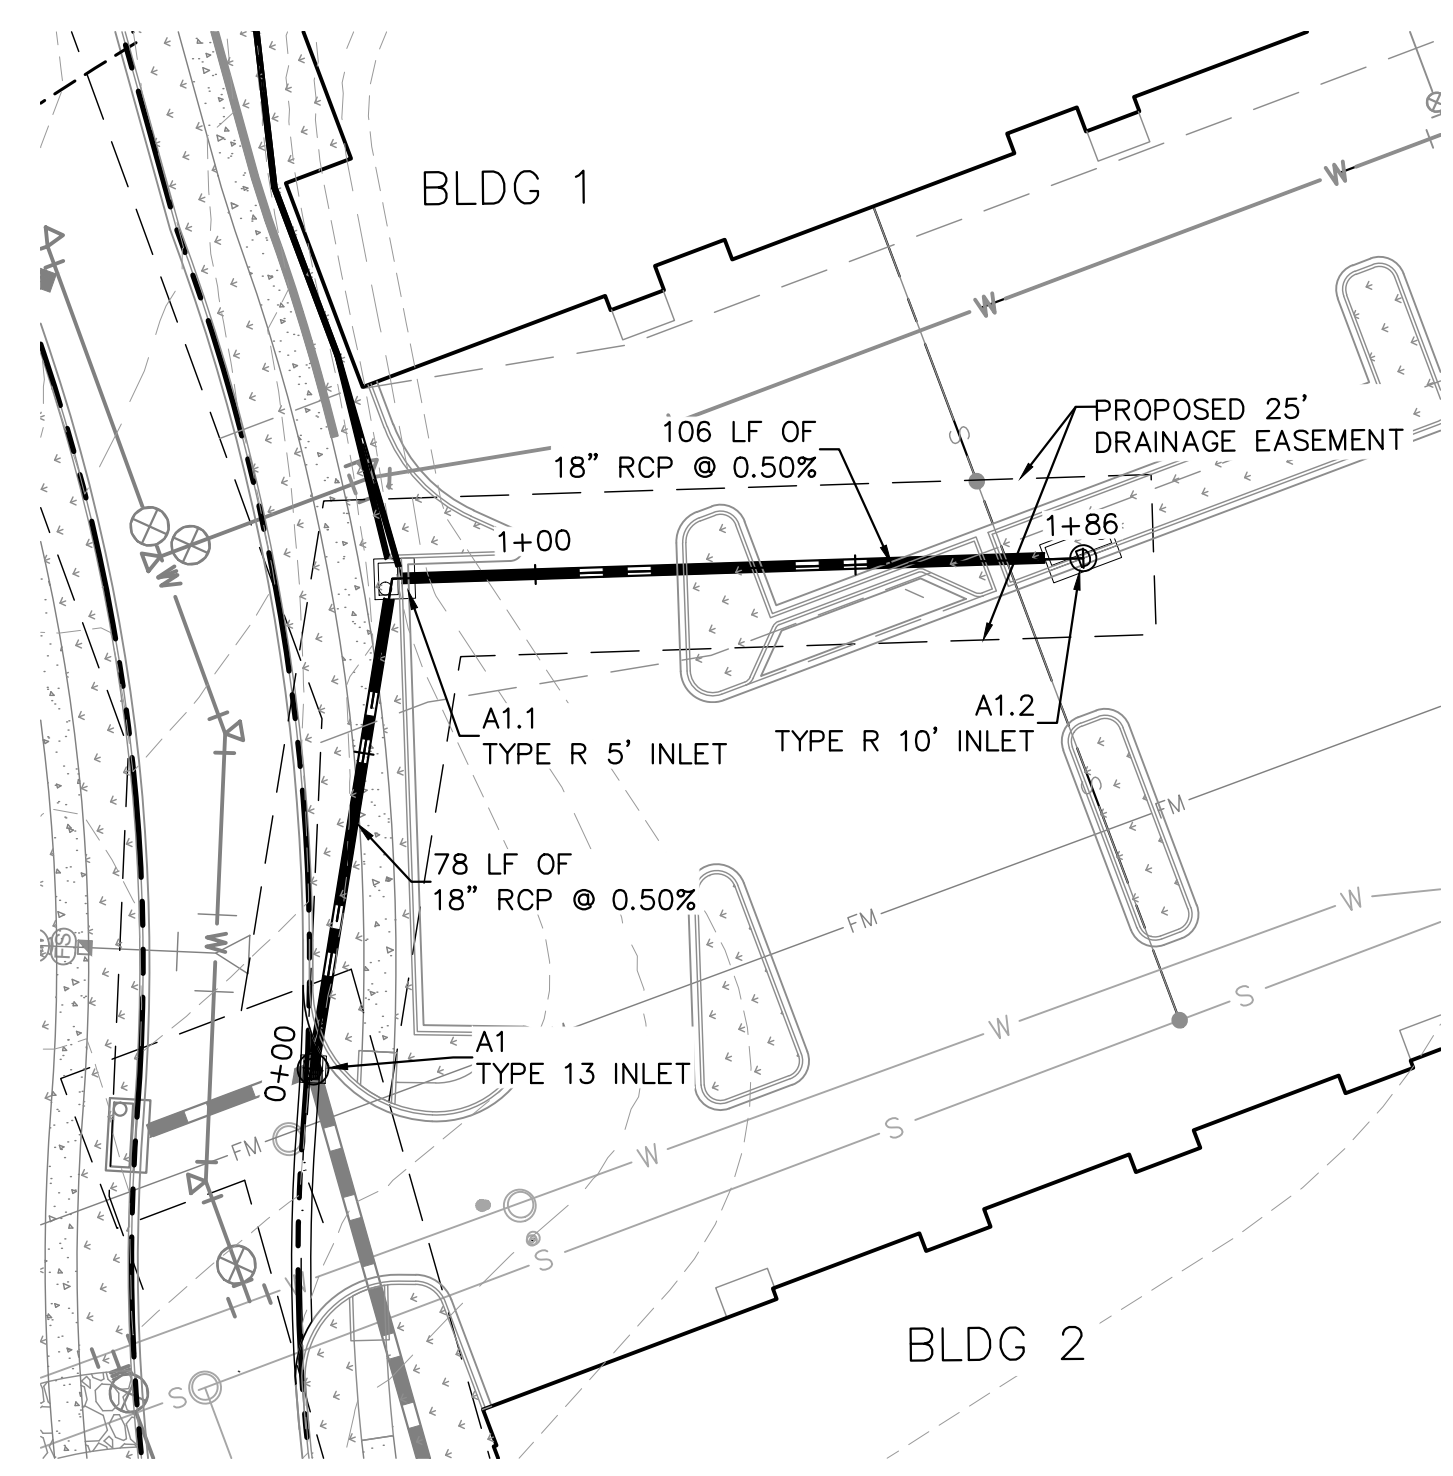 BLDG 1
W
W
PROPOSED 25'
DRAINAGE EASEMENT
106 LF OF
18" RCP @ 0.50%
S
1+00
1+86
W
A1.1
TYPE R 5' INLET
A1.2
TYPE R 10' INLET
S
FM
78 LF OF
18" RCP @ 0.50%
FM
W
W
HS
S
W
0+00
A1
TYPE 13 INLET
FM
W
S
S
W
BLDG 2
S